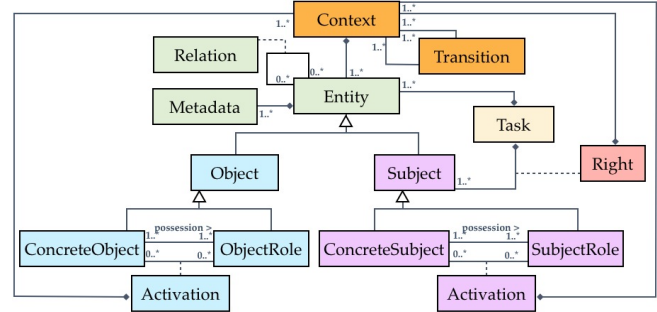 Context
1..*
1..*
1..*
1..*
1..*
Relation
Transition
0..*
0..*
1..*
Metadata
1..*
Entity
1..*
Task
Right
Object
Subject
1..*
possession >
1..*
1..*
ConcreteObject
ObjectRole
0..*
0..*
Activation
possession >
1..*
1..*
ConcreteSubject
SubjectRole
0..*
0..*
Activation